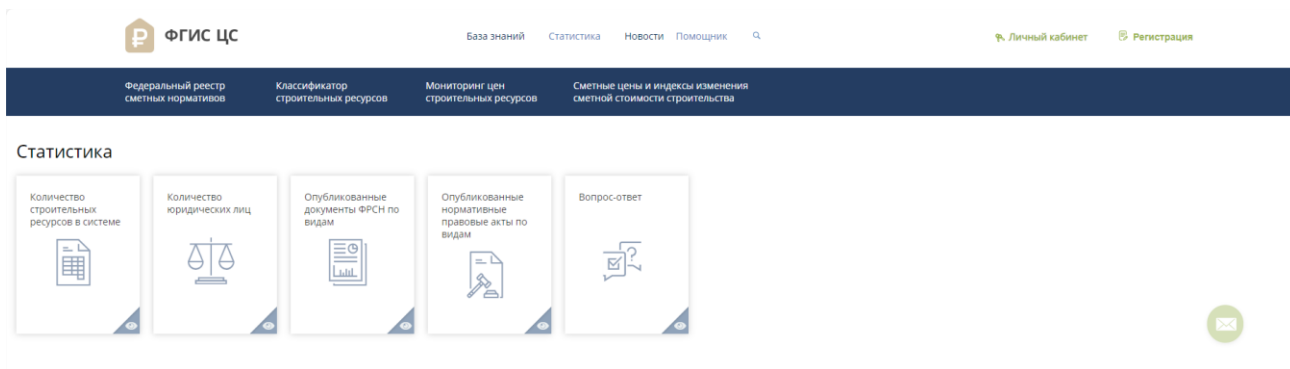 ФГИС ЦС
База знаний Статистика Новости Помощник
Личный кабинет Регистрация
Федеральный реестр
сметных нормативов
Классификатор
строительных ресурсов
Мониторинг цен
строительных ресурсов
Сметные цены и индексы изменения
сметной стоимости строительства
Статистика
Количество
строительных
ресурсов в системе
Количество
юридических лиц
Опубликованные
документы ФРСН по
видам
Опубликованные
нормативные
правовые акты по
видам
Вопрос-ответ